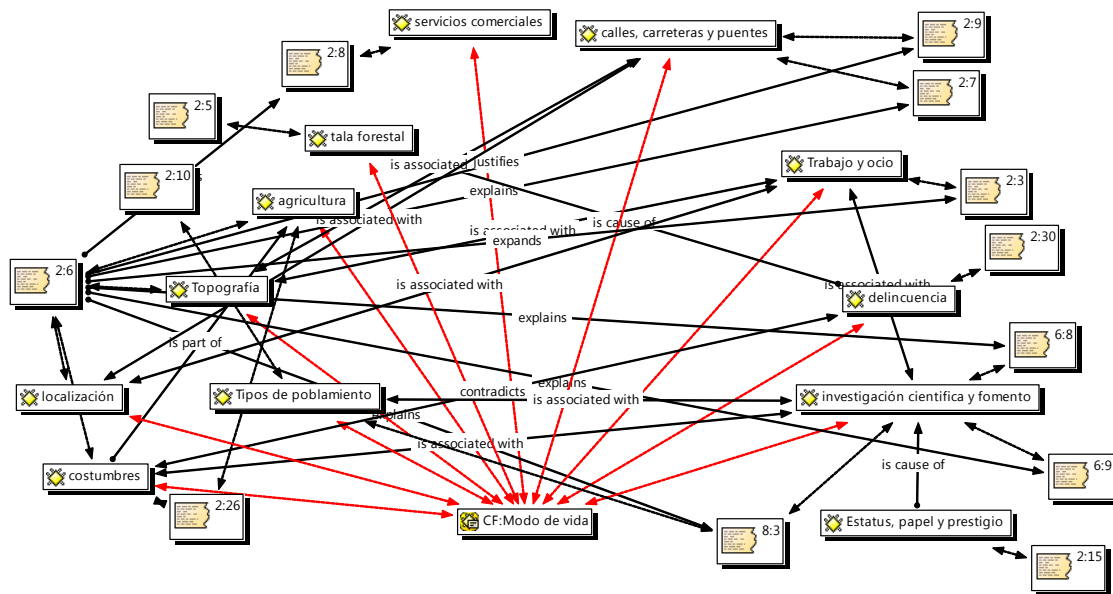 servicios comerciales
calles, carreteras y puentes
2:9
2:8
2:7
2:5
tala forestal
is associated
justifies
Trabajo y ocio
2:10
explains
2:3
agricultura
is associated with
is cause of
is associated with
expands
2:30
2:6
Topografía
is associated with
is associated with
delincuencia
explains
6:8
is part of
localización
Tipos de poblamiento
contradicts
explains
is associated with
investigación cientifica y fomento
explains
is associated with
is cause of
costumbres
6:9
2:26
CF:Modo de vida
8:3
Estatus, papel y prestigio
2:15